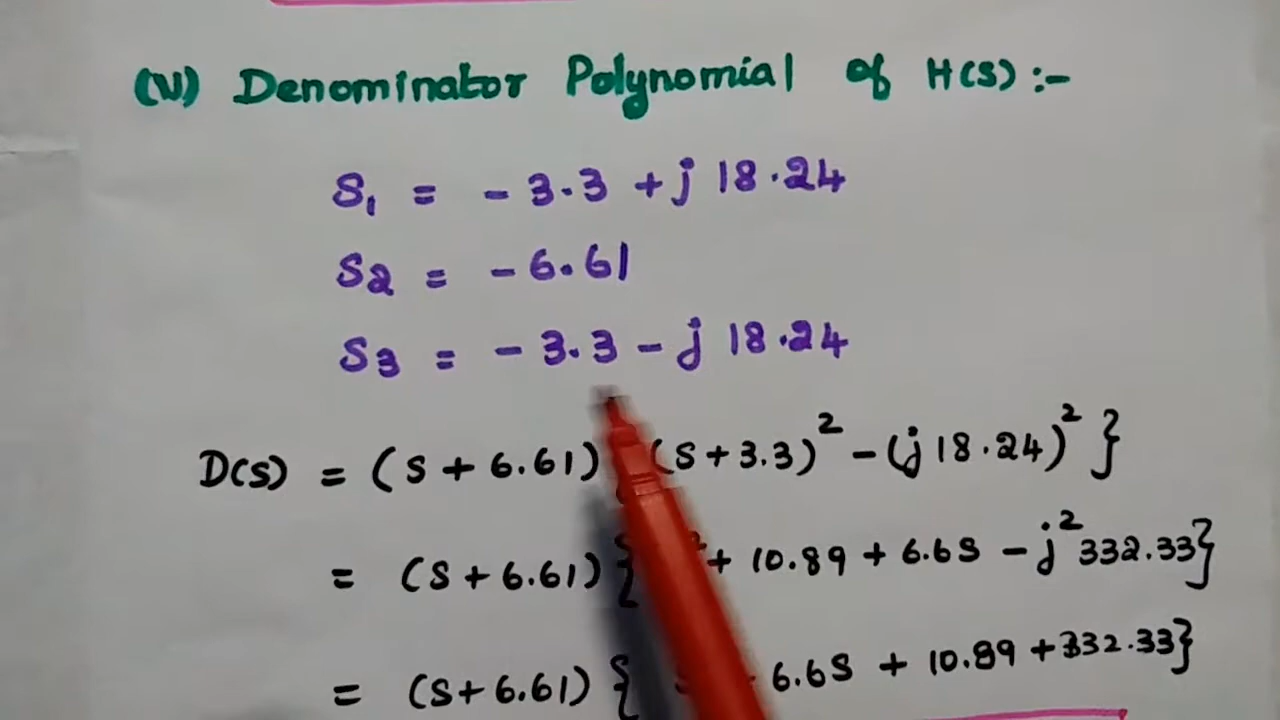 (V) Denominator Polynomial of H(S) :-
S₁ = - 3.3 + j 18.24
S₂ = - 6.61
S₃ = - 3.3 - j 18.24
D(S) = (S + 6.61) (S + 3.3)² - (j 18.24)² }
= (S + 6.61) { + 10.89 + 6.6S - j² 332.33 }
= (S + 6.61) { 6.6S + 10.89 + 332.33 }